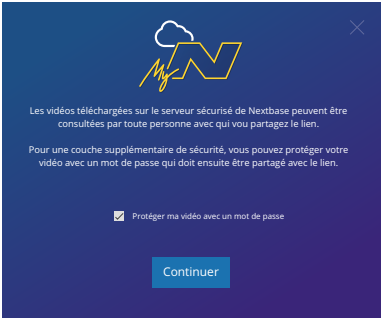 My N
Les vidéos téléchargées sur le serveur sécurisé de Nextbase peuvent être
consultées par toute personne avec qui vou partagez le lien.
Pour une couche supplémentaire de sécurité, vous pouvez protéger votre
vidéo avec un mot de passe qui doit ensuite être partagé avec le lien.
Protéger ma vidéo avec un mot de passe
Continuer